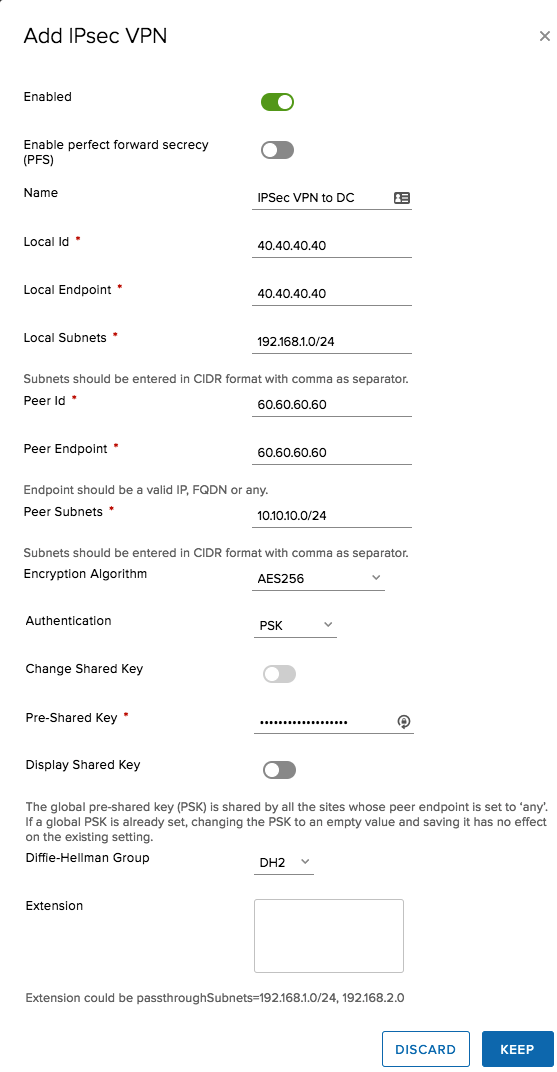 Add IPsec VPN
Enabled
Enable perfect forward secrecy
(PFS)
Name
IPSec VPN to DC
Local Id *
40.40.40.40
Local Endpoint *
40.40.40.40
Local Subnets *
192.168.1.0/24
Subnets should be entered in CIDR format with comma as separator.
Peer Id *
60.60.60.60
Peer Endpoint *
60.60.60.60
Endpoint should be a valid IP, FQDN or any.
Peer Subnets *
10.10.10.0/24
Subnets should be entered in CIDR format with comma as separator.
Encryption Algorithm
AES256
Authentication
PSK
Change Shared Key
Pre-Shared Key *
•••••••••••••••••••
Display Shared Key
The global pre-shared key (PSK) is shared by all the sites whose peer endpoint is set to ‘any’.
If a global PSK is already set, changing the PSK to an empty value and saving it has no effect
on the existing setting.
Diffie-Hellman Group
DH2
Extension
Extension could be passthroughSubnets=192.168.1.0/24, 192.168.2.0
DISCARD
KEEP